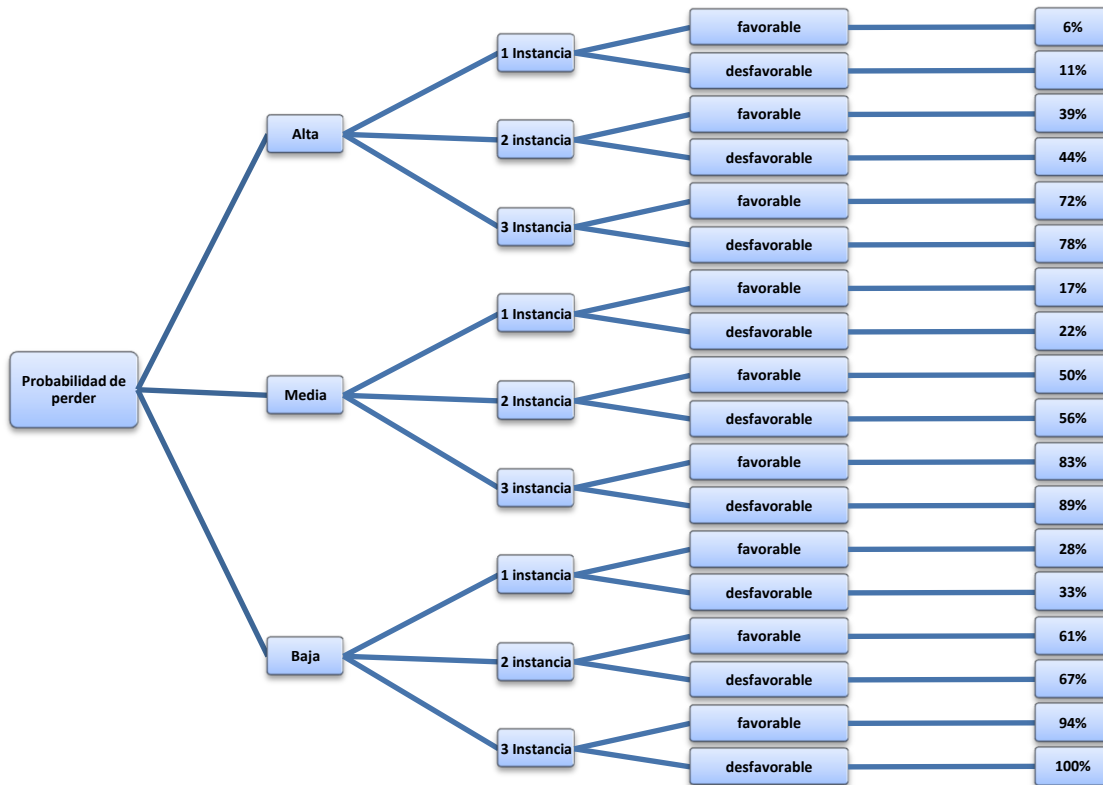 Probabilidad de
perder
Alta
1 Instancia
favorable
6%
desfavorable
11%
2 instancia
favorable
39%
desfavorable
44%
3 Instancia
favorable
72%
desfavorable
78%
Media
1 Instancia
favorable
17%
desfavorable
22%
2 Instancia
favorable
50%
desfavorable
56%
3 instancia
favorable
83%
desfavorable
89%
Baja
1 instancia
favorable
28%
desfavorable
33%
2 instancia
favorable
61%
desfavorable
67%
3 Instancia
favorable
94%
desfavorable
100%